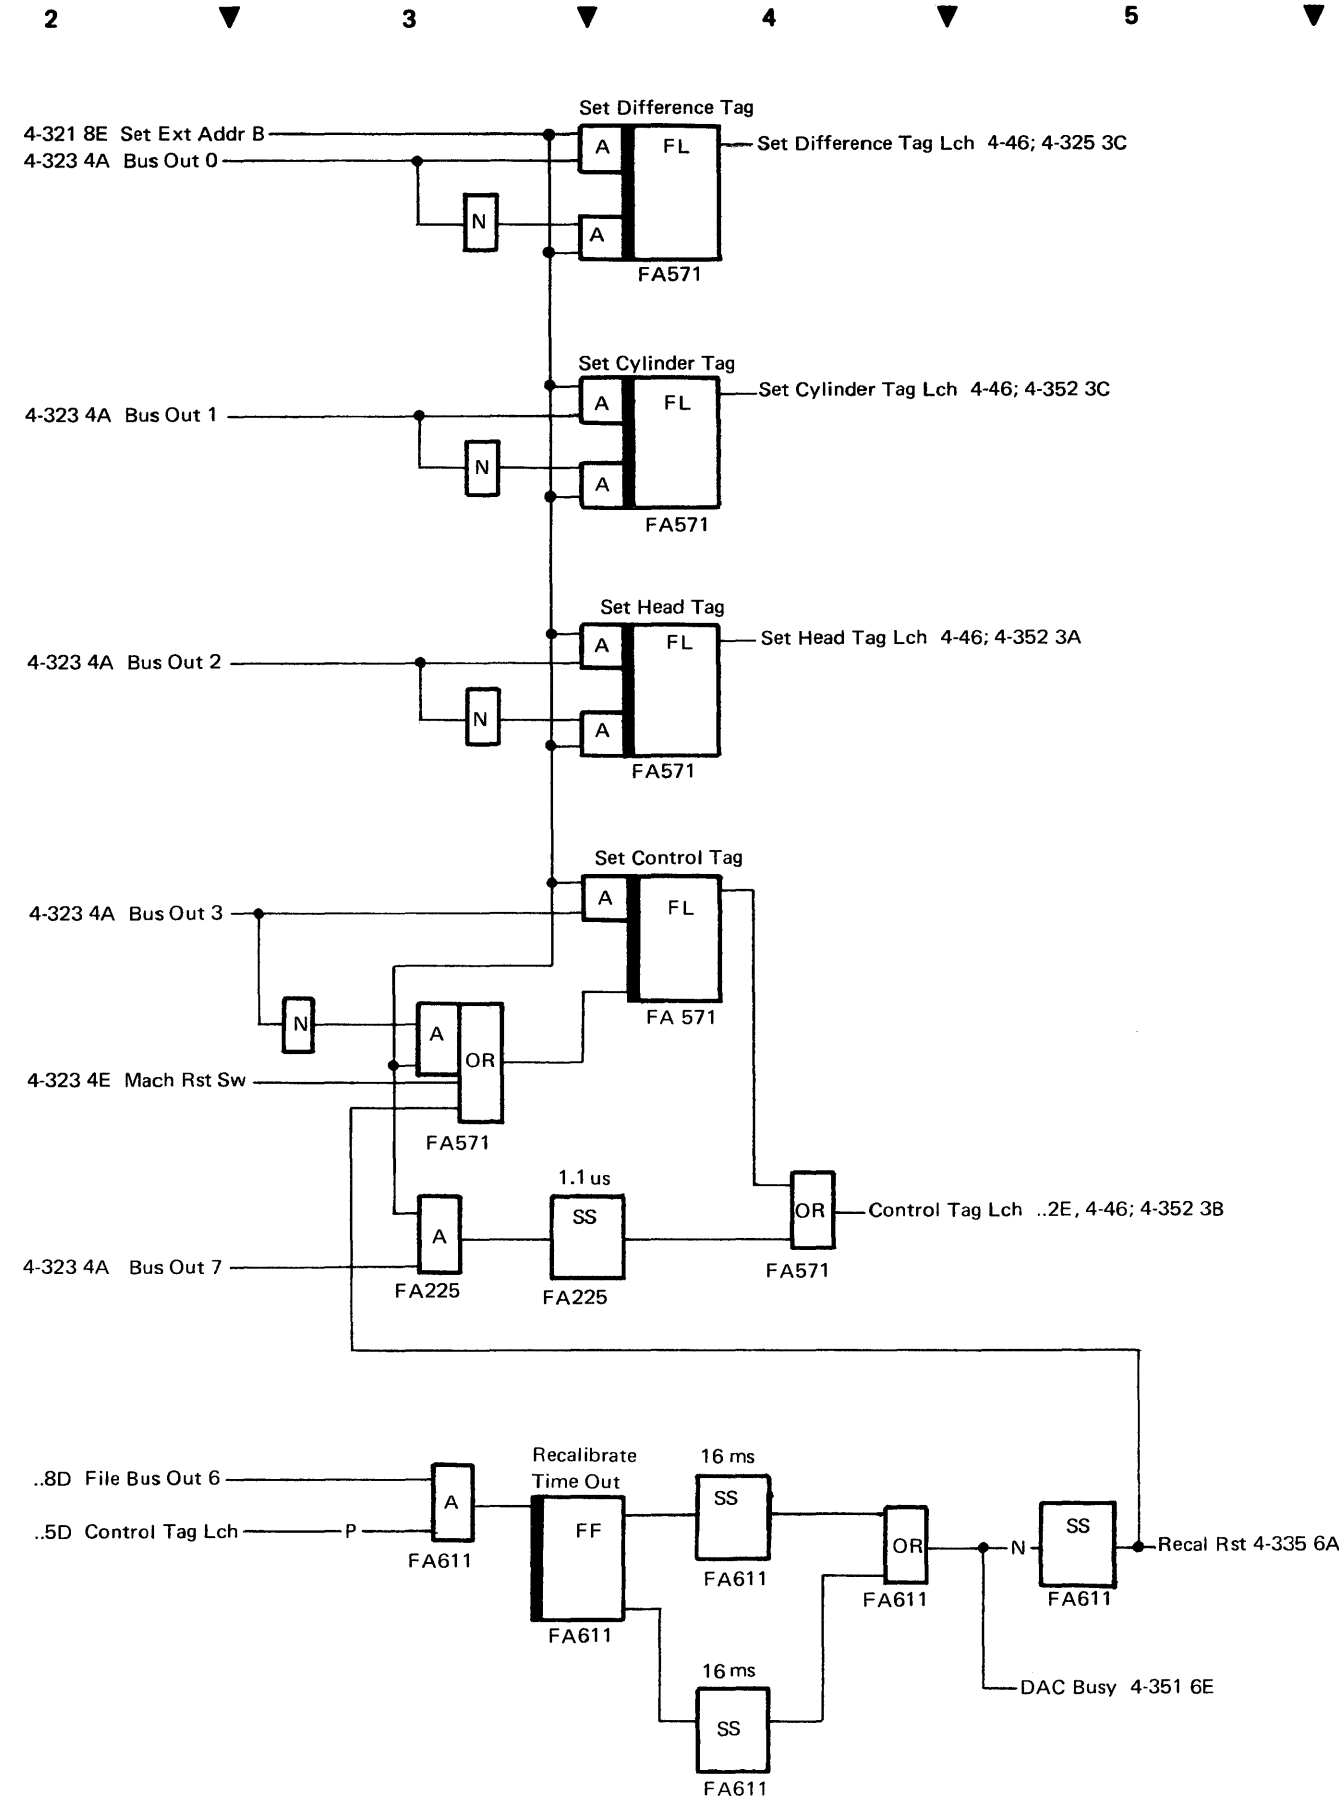 2 ▼ 3 ▼ 4 ▼ 5 ▼
Set Difference Tag
4-321 8E Set Ext Addr B
A
FL
Set Difference Tag Lch 4-46; 4-325 3C
4-323 4A Bus Out 0
N
A
FA571
Set Cylinder Tag
A
FL
Set Cylinder Tag Lch 4-46; 4-352 3C
4-323 4A Bus Out 1
N
A
FA571
Set Head Tag
A
FL
Set Head Tag Lch 4-46; 4-352 3A
4-323 4A Bus Out 2
N
A
FA571
Set Control Tag
A
FL
4-323 4A Bus Out 3
FA 571
N
A
OR
4-323 4E Mach Rst Sw
FA571
1.1 us
SS
A
OR
Control Tag Lch ..2E, 4-46; 4-352 3B
4-323 4A Bus Out 7
FA225
FA225
FA571
Recalibrate
Time Out
16 ms
..8D File Bus Out 6
A
SS
FF
..5D Control Tag Lch
P
FA611
OR
N
SS
Recal Rst 4-335 6A
FA611
FA611
FA611
FA611
16 ms
DAC Busy 4-351 6E
SS
FA611